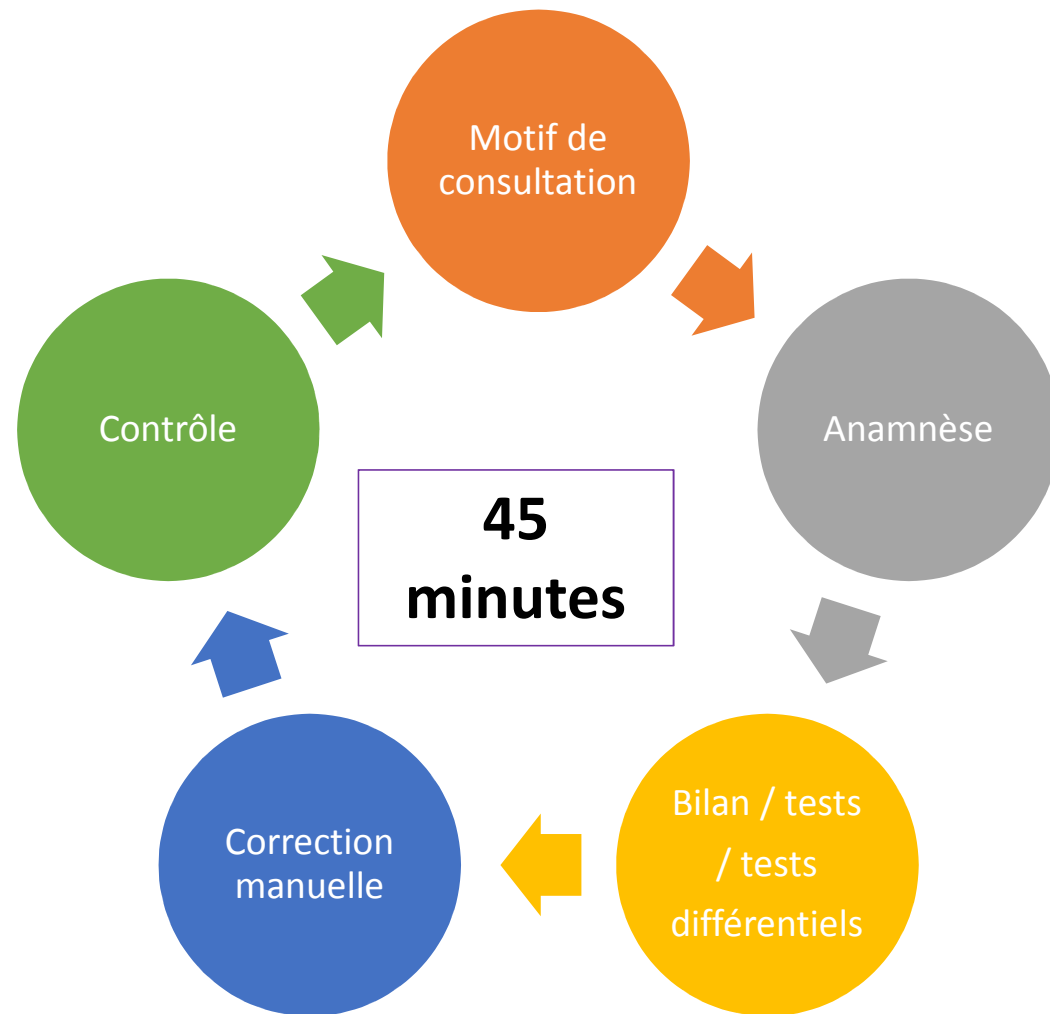 Motif de
consultation
Anamnèse
Bilan / tests
/ tests
différentiels
Correction
manuelle
Contrôle
45
minutes